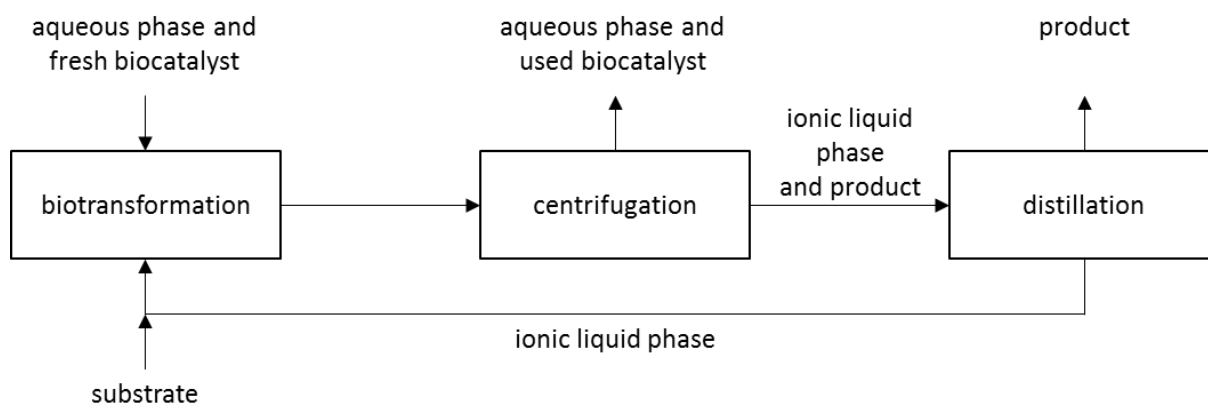 aqueous phase and
fresh biocatalyst
aqueous phase and
used biocatalyst
product
ionic liquid
phase
and product
biotransformation
centrifugation
distillation
ionic liquid phase
substrate